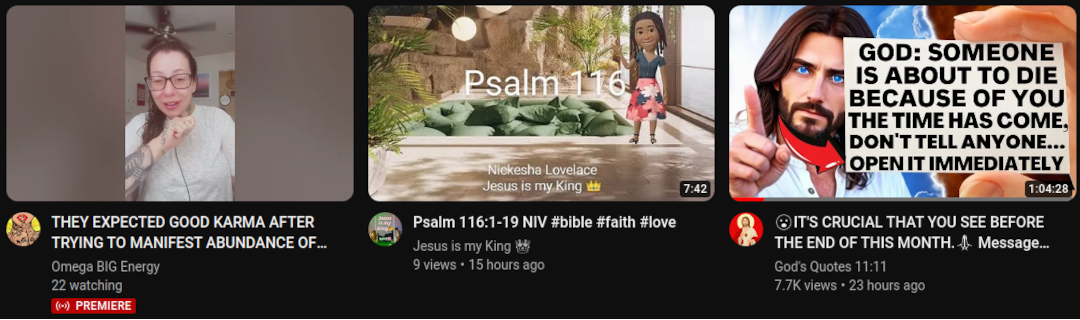 THEY EXPECTED GOOD KARMA AFTER
TRYING TO MANIFEST ABUNDANCE OF...
Omega BIG Energy
22 watching
PREMIERE
Psalm 116
Nickesha Lovelace
Jesus is my King 👑
7:42
Psalm 116:1-19 NIV #bible #faith #love
Jesus is my King 👑
9 views • 15 hours ago
GOD: SOMEONE
IS ABOUT TO DIE
BECAUSE OF YOU
THE TIME HAS COME,
DON'T TELL ANYONE...
OPEN IT IMMEDIATELY
1:04:28
😮IT'S CRUCIAL THAT YOU SEE BEFORE
THE END OF THIS MONTH.🙏 Message...
God's Quotes 11:11
7.7K views • 23 hours ago